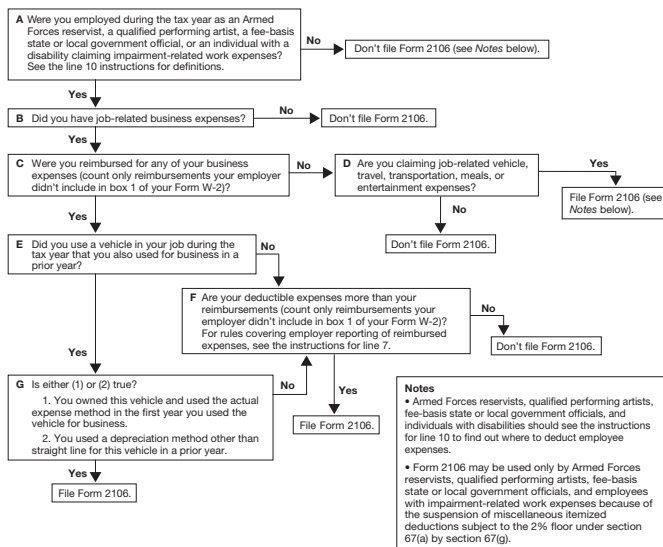 A Were you employed during the tax year as an Armed
Forces reservist, a qualified performing artist, a fee-basis
state or local government official, or an individual with a
disability claiming impairment-related work expenses?
See the line 10 instructions for definitions.
No
Don't file Form 2106 (see Notes below).
Yes
B Did you have job-related business expenses?
No
Don't file Form 2106.
Yes
C Were you reimbursed for any of your business
expenses (count only reimbursements your employer
didn't include in box 1 of your Form W-2)?
No
D Are you claiming job-related vehicle,
travel, transportation, meals, or
entertainment expenses?
Yes
File Form 2106 (see
Notes below).
No
Don't file Form 2106.
Yes
E Did you use a vehicle in your job during the
tax year that you also used for business in a
prior year?
No
F Are your deductible expenses more than your
reimbursements (count only reimbursements your
employer didn't include in box 1 of your Form W-2)?
For rules covering employer reporting of reimbursed
expenses, see the instructions for line 7.
No
Don't file Form 2106.
Yes
File Form 2106.
Yes
G Is either (1) or (2) true?
1. You owned this vehicle and used the actual
expense method in the first year you used the
vehicle for business.
2. You used a depreciation method other than
straight line for this vehicle in a prior year.
No
Yes
File Form 2106.
Notes
• Armed Forces reservists, qualified performing artists,
fee-basis state or local government officials, and
individuals with disabilities should see the instructions
for line 10 to find out where to deduct employee
expenses.
• Form 2106 may be used only by Armed Forces
reservists, qualified performing artists, fee-basis
state or local government officials, and employees
with impairment-related work expenses because of
the suspension of miscellaneous itemized
deductions subject to the 2% floor under section
67(a) by section 67(g).